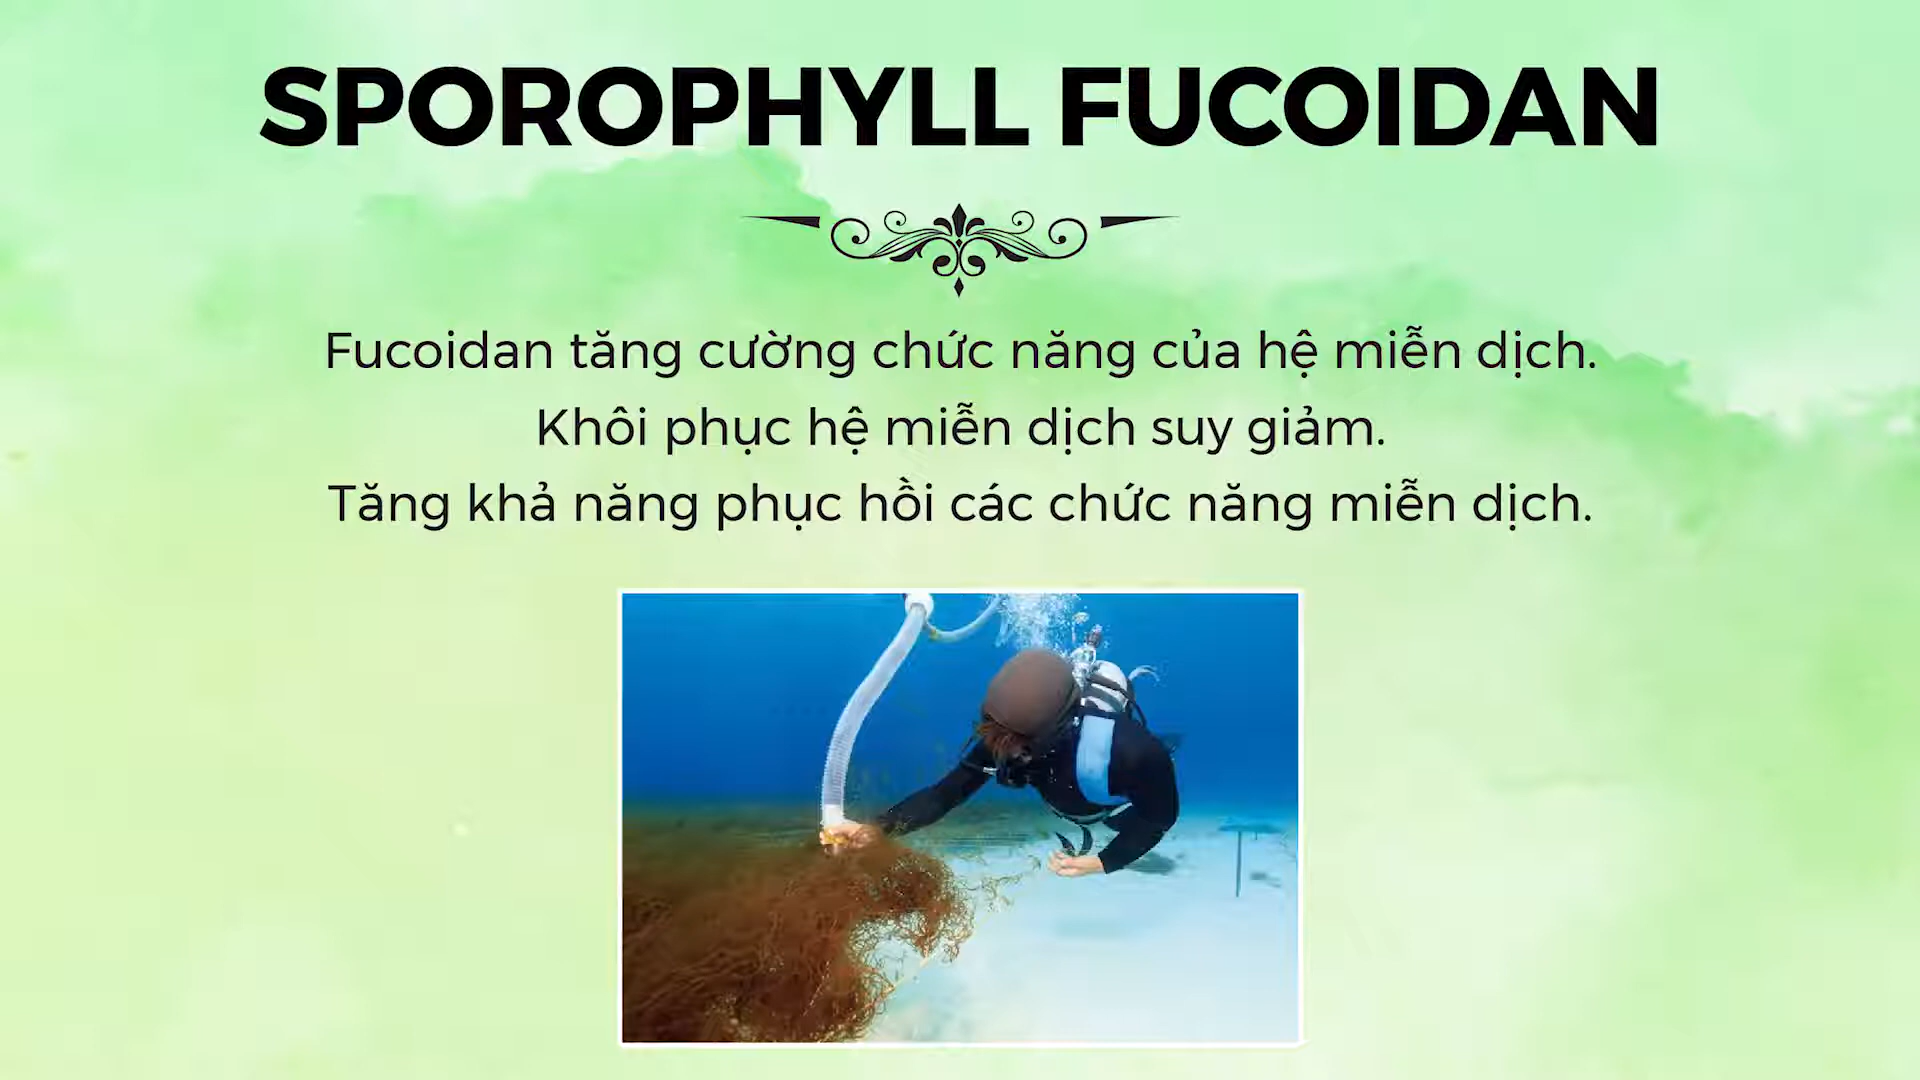 SPOROPHYLL FUCOIDAN
Fucoidan tăng cường chức năng của hệ miễn dịch.
Khôi phục hệ miễn dịch suy giảm.
Tăng khả năng phục hồi các chức năng miễn dịch.